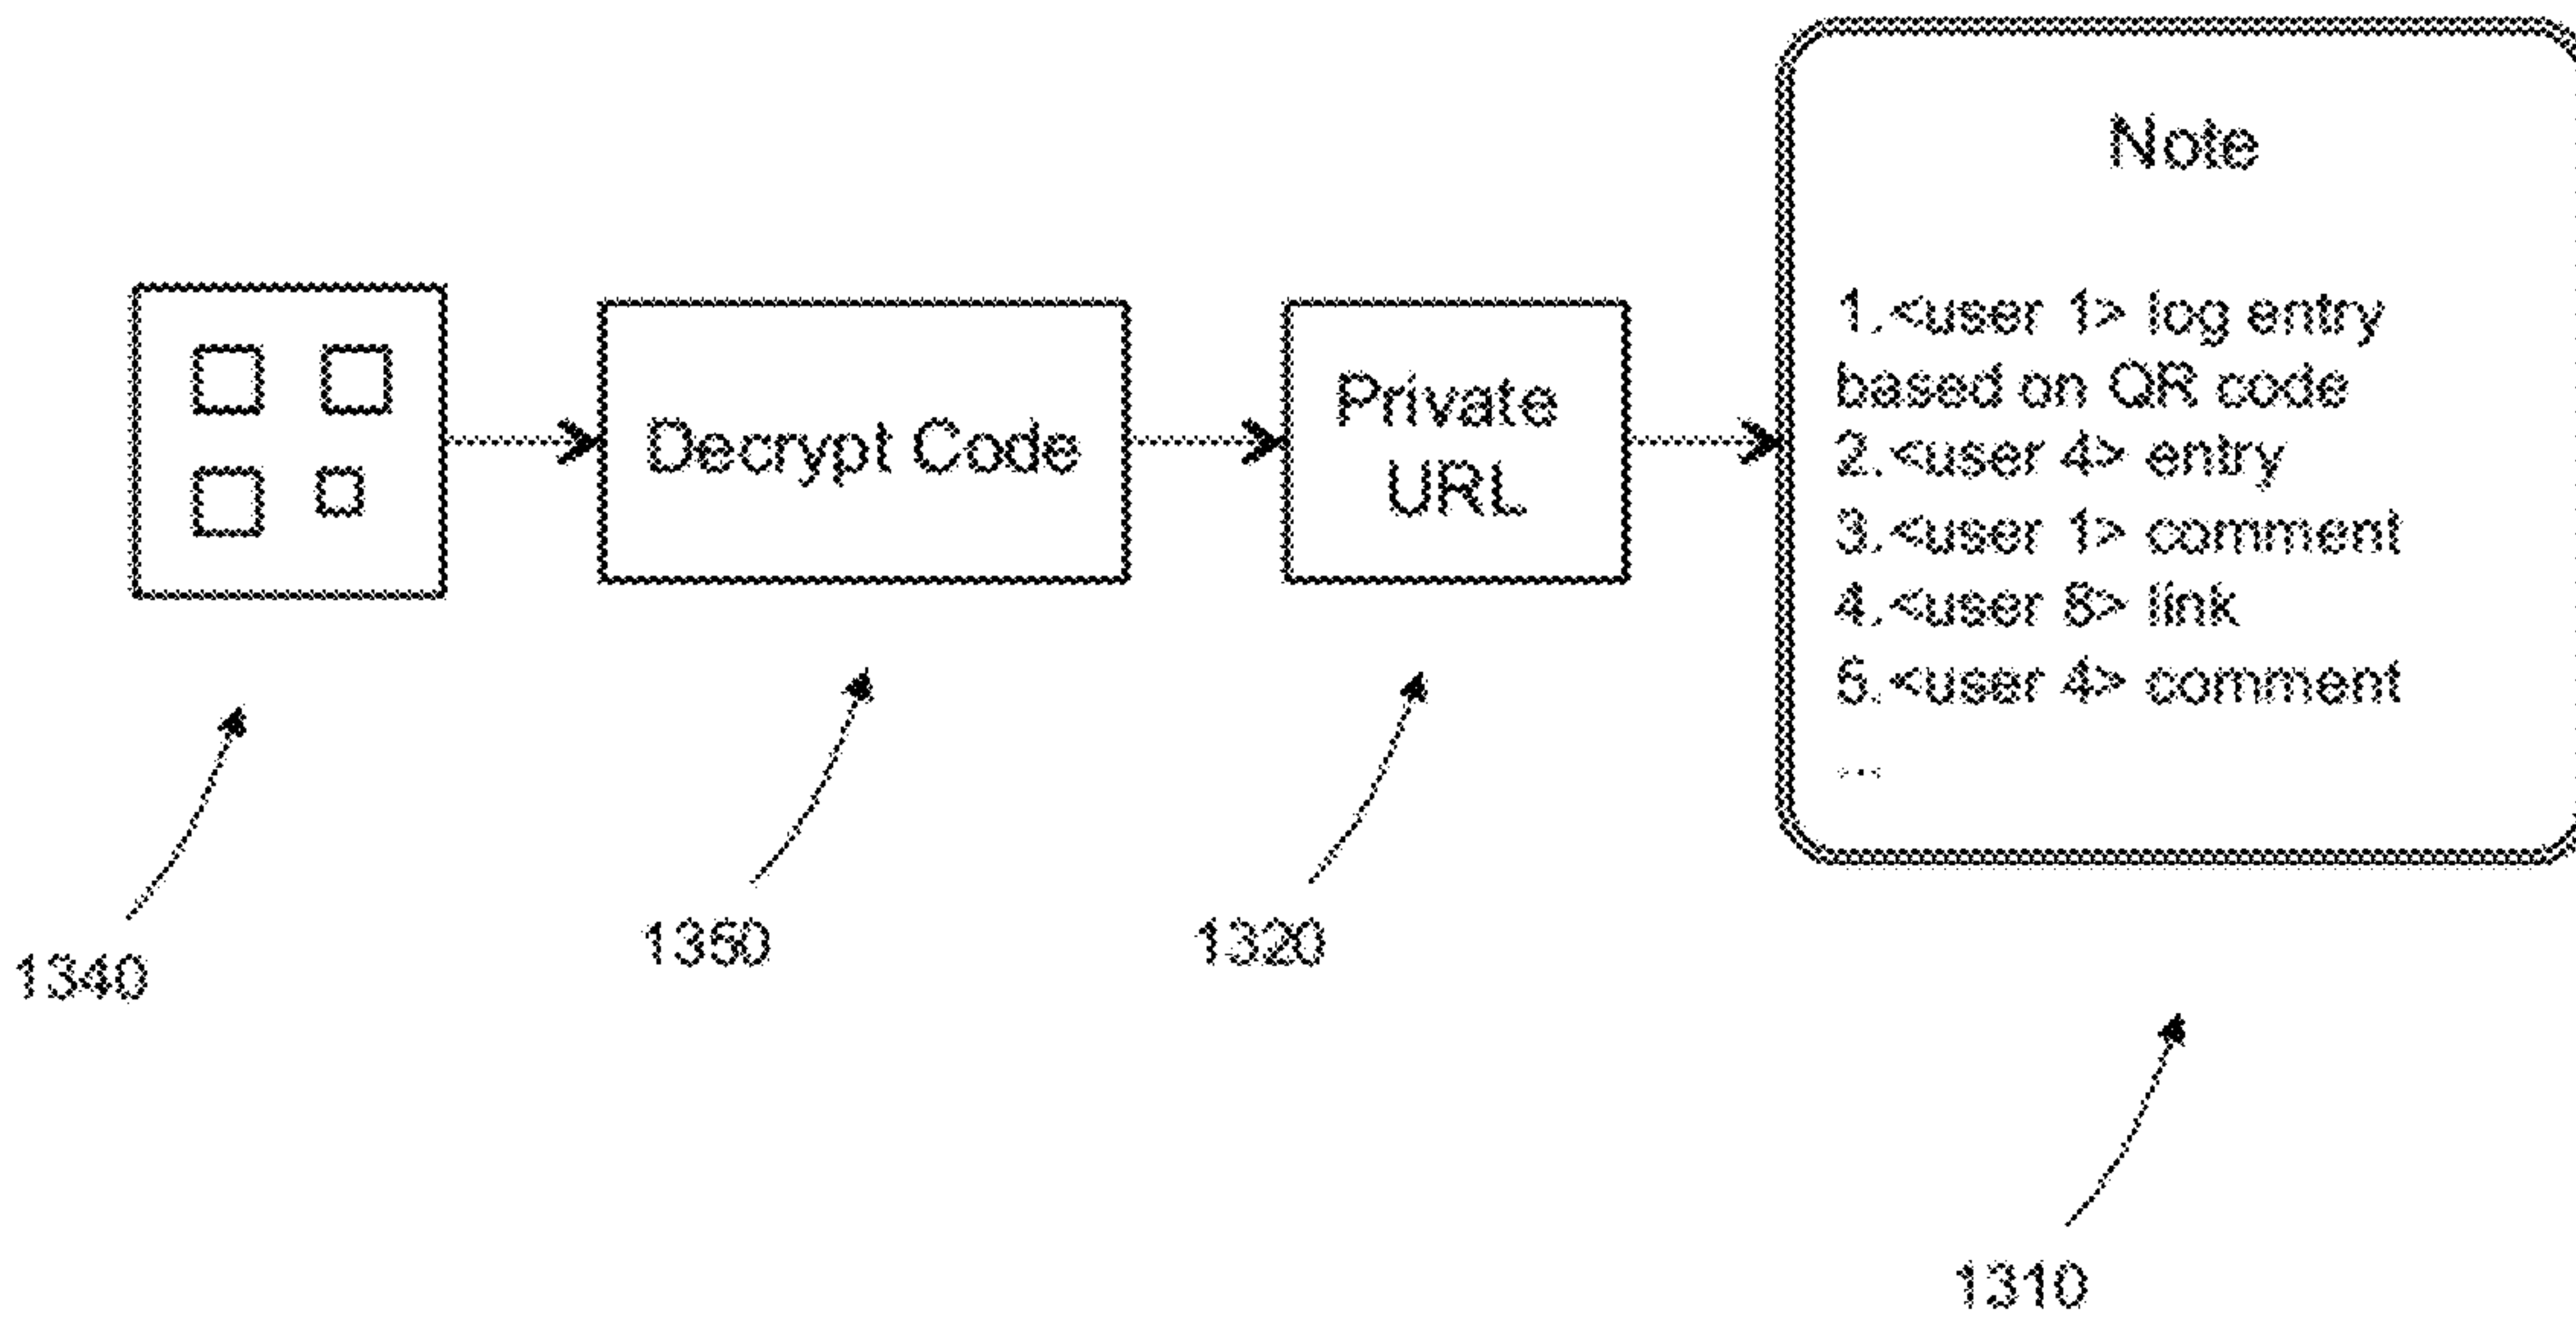 Note
1.<user 1> log entry
based on QR code
2.<user 4> entry
3.<user 1> comment
4.<user 8> link
5.<user 4> comment
...
Decrypt Code
Private
URL
1340
1350
1320
1310